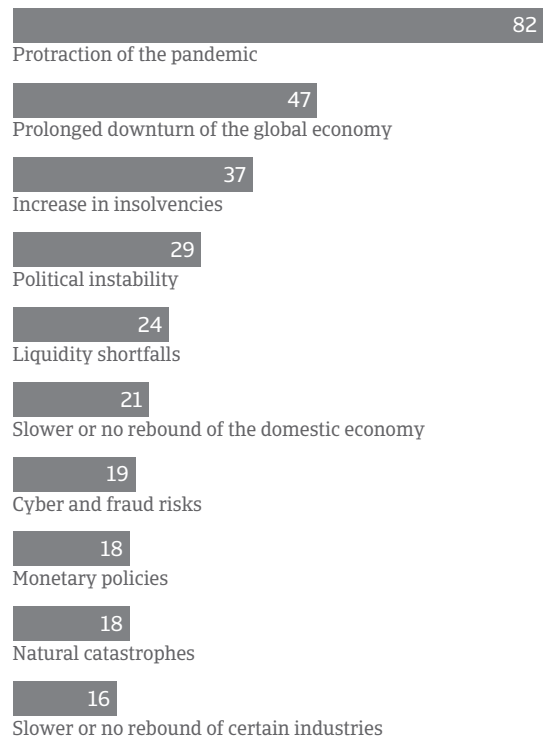 82
Protraction of the pandemic
47
Prolonged downturn of the global economy
37
Increase in insolvencies
29
Political instability
24
Liquidity shortfalls
21
Slower or no rebound of the domestic economy
19
Cyber and fraud risks
18
Monetary policies
18
Natural catastrophes
16
Slower or no rebound of certain industries